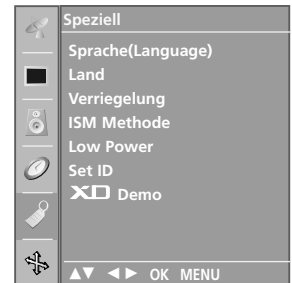 Speziell
Sprache(Language)
Land
Verriegelung
ISM Methode
Low Power
Set ID
XD Demo
▲▼ ◄► OK MENU